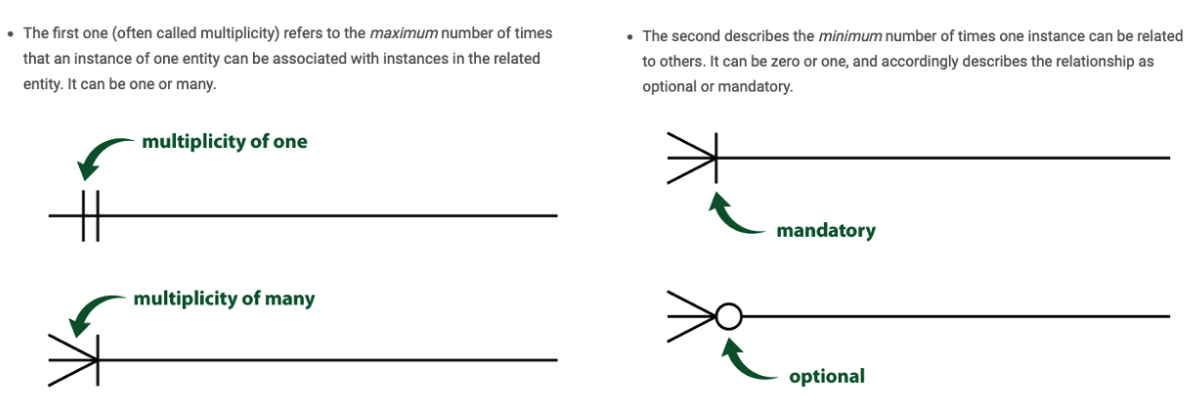 • The first one (often called multiplicity) refers to the maximum number of times
that an instance of one entity can be associated with instances in the related
entity. It can be one or many.
multiplicity of one
multiplicity of many
• The second describes the minimum number of times one instance can be related
to others. It can be zero or one, and accordingly describes the relationship as
optional or mandatory.
mandatory
optional